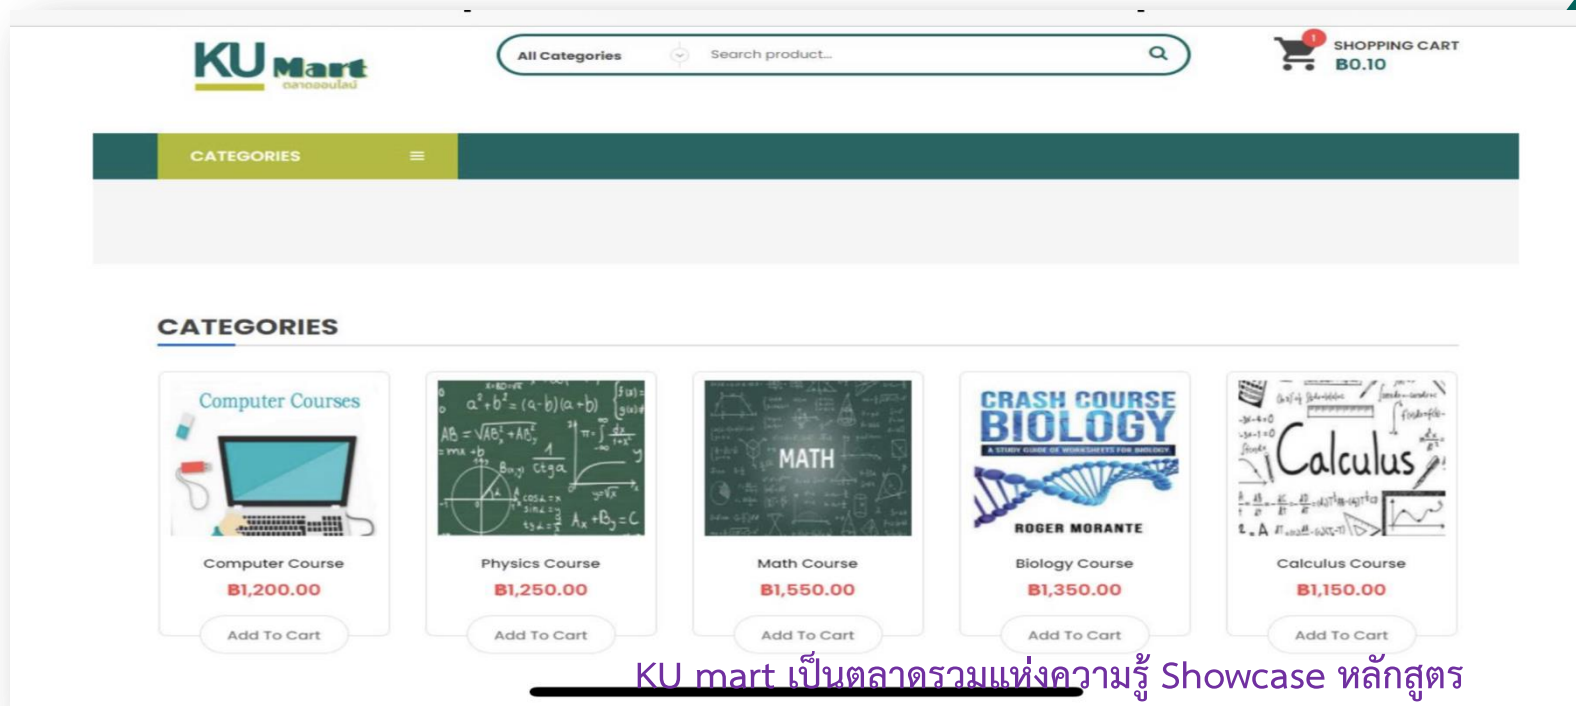 KU Mart
ตลาดออนไลน์
All Categories
Search product...
1
SHOPPING CART
฿0.10
CATEGORIES
CATEGORIES
Computer Courses
a²+b²=(a-b)(a+b)
MATH
CRASH COURSE
BIOLOGY
A STUDY GUIDE OF WORKSHEETS FOR BIOLOGY
ROGER MORANTE
Calculus
Computer Course
Physics Course
Math Course
Biology Course
Calculus Course
฿1,200.00
฿1,250.00
฿1,550.00
฿1,350.00
฿1,150.00
Add To Cart
Add To Cart
Add To Cart
Add To Cart
Add To Cart
KU mart เป็นตลาดรวมแห่งความรู้ Showcase หลักสูตร